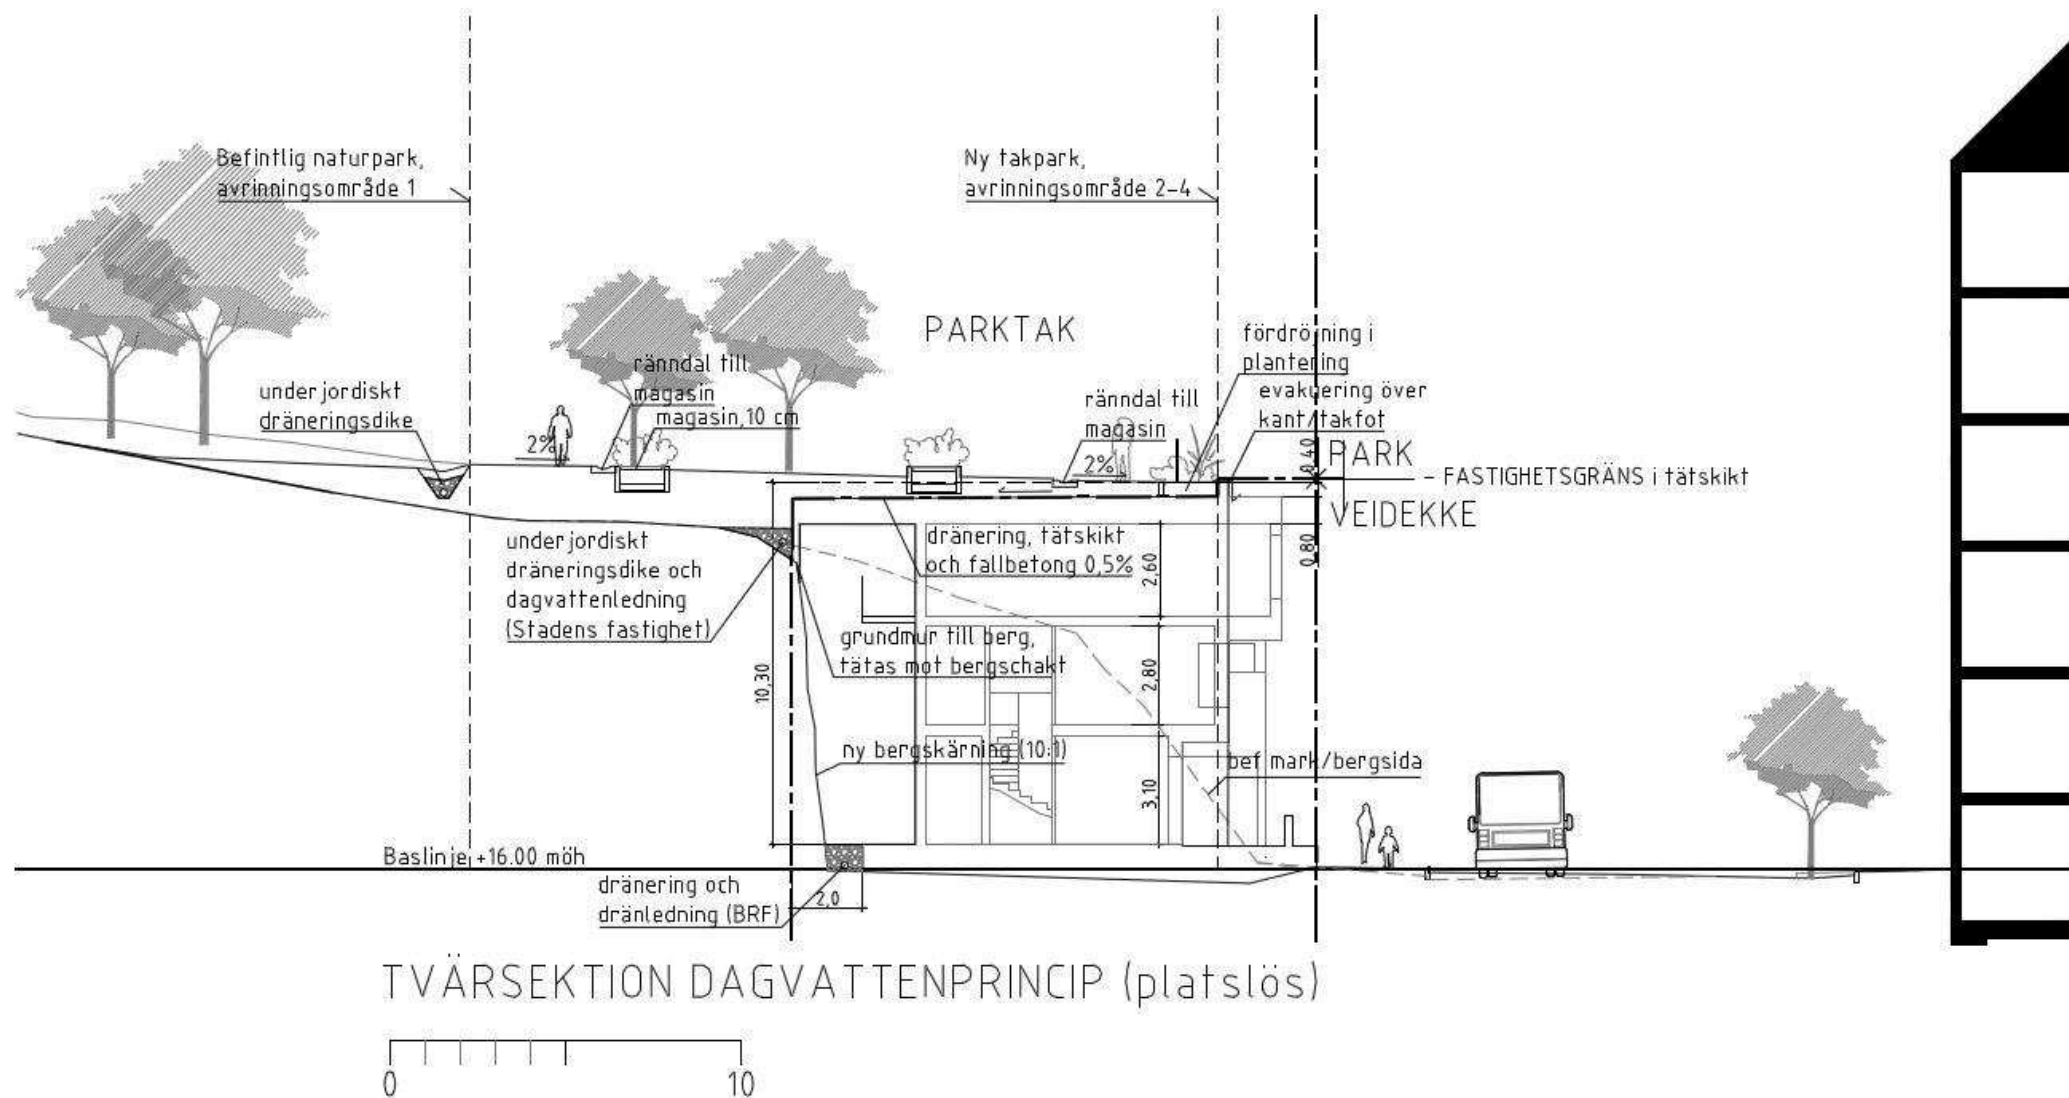 Befintlig naturpark,
avrinningsområde 1
Ny takpark,
avrinningsområde 2-4
PARKTAK
fördröjning i
plantering
evakuering över
kant/takfot
ränndal till
magasin
magasin, 10 cm
underjordiskt
dräneringsdike
2%
ränndal till
magasin
2%
0.40
PARK
- FASTIGHETSGRÄNS i tätskikt
VEIDEKKE
0,80
underjordiskt
dräneringsdike och
dagvattenledning
(Stadens fastighet)
dränering, tätskikt
och fallbetong 0,5%
2,60
grundmur till berg,
tätas mot bergschakt
10,30
2,80
ny bergskärning (10:1)
bef mark/bergsida
3,10
Baslinje +16.00 möh
dränering och
dränledning (BRF)
2,0
TVÄRSEKTION DAGVATTENPRINCIP (platslös)
0
10